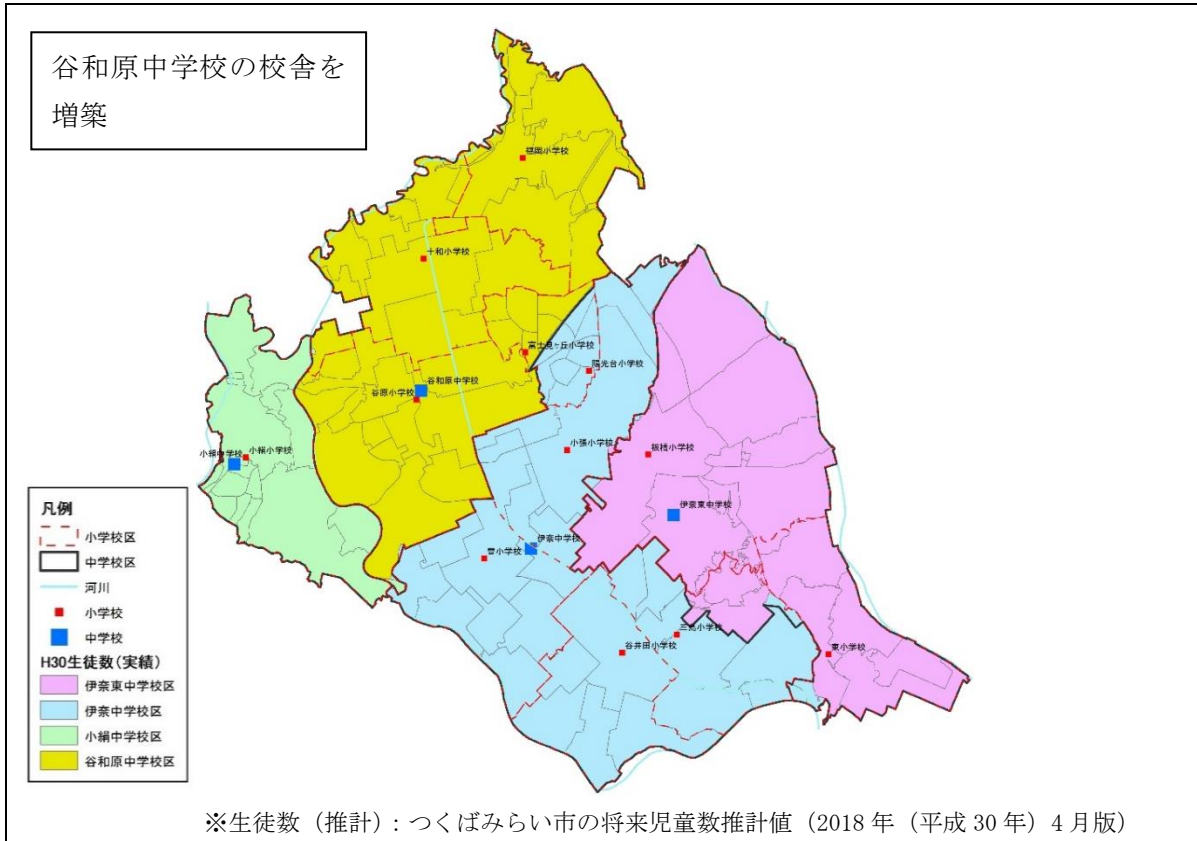 谷和原中学校の校舎を
増築
福岡小学校
十和小学校
富士見ヶ丘小学校
陽光台小学校
谷和原中学校
谷原小学校
小張小学校
板橋小学校
小絹中学校
小絹小学校
伊奈東中学校
伊奈中学校
豊小学校
三島小学校
谷井田小学校
東小学校
凡例
小学校区
中学校区
河川
小学校
中学校
H30生徒数(実績)
伊奈東中学校区
伊奈中学校区
小絹中学校区
谷和原中学校区
※生徒数(推計):つくばみらい市の将来児童数推計値(2018年(平成30年)4月版)